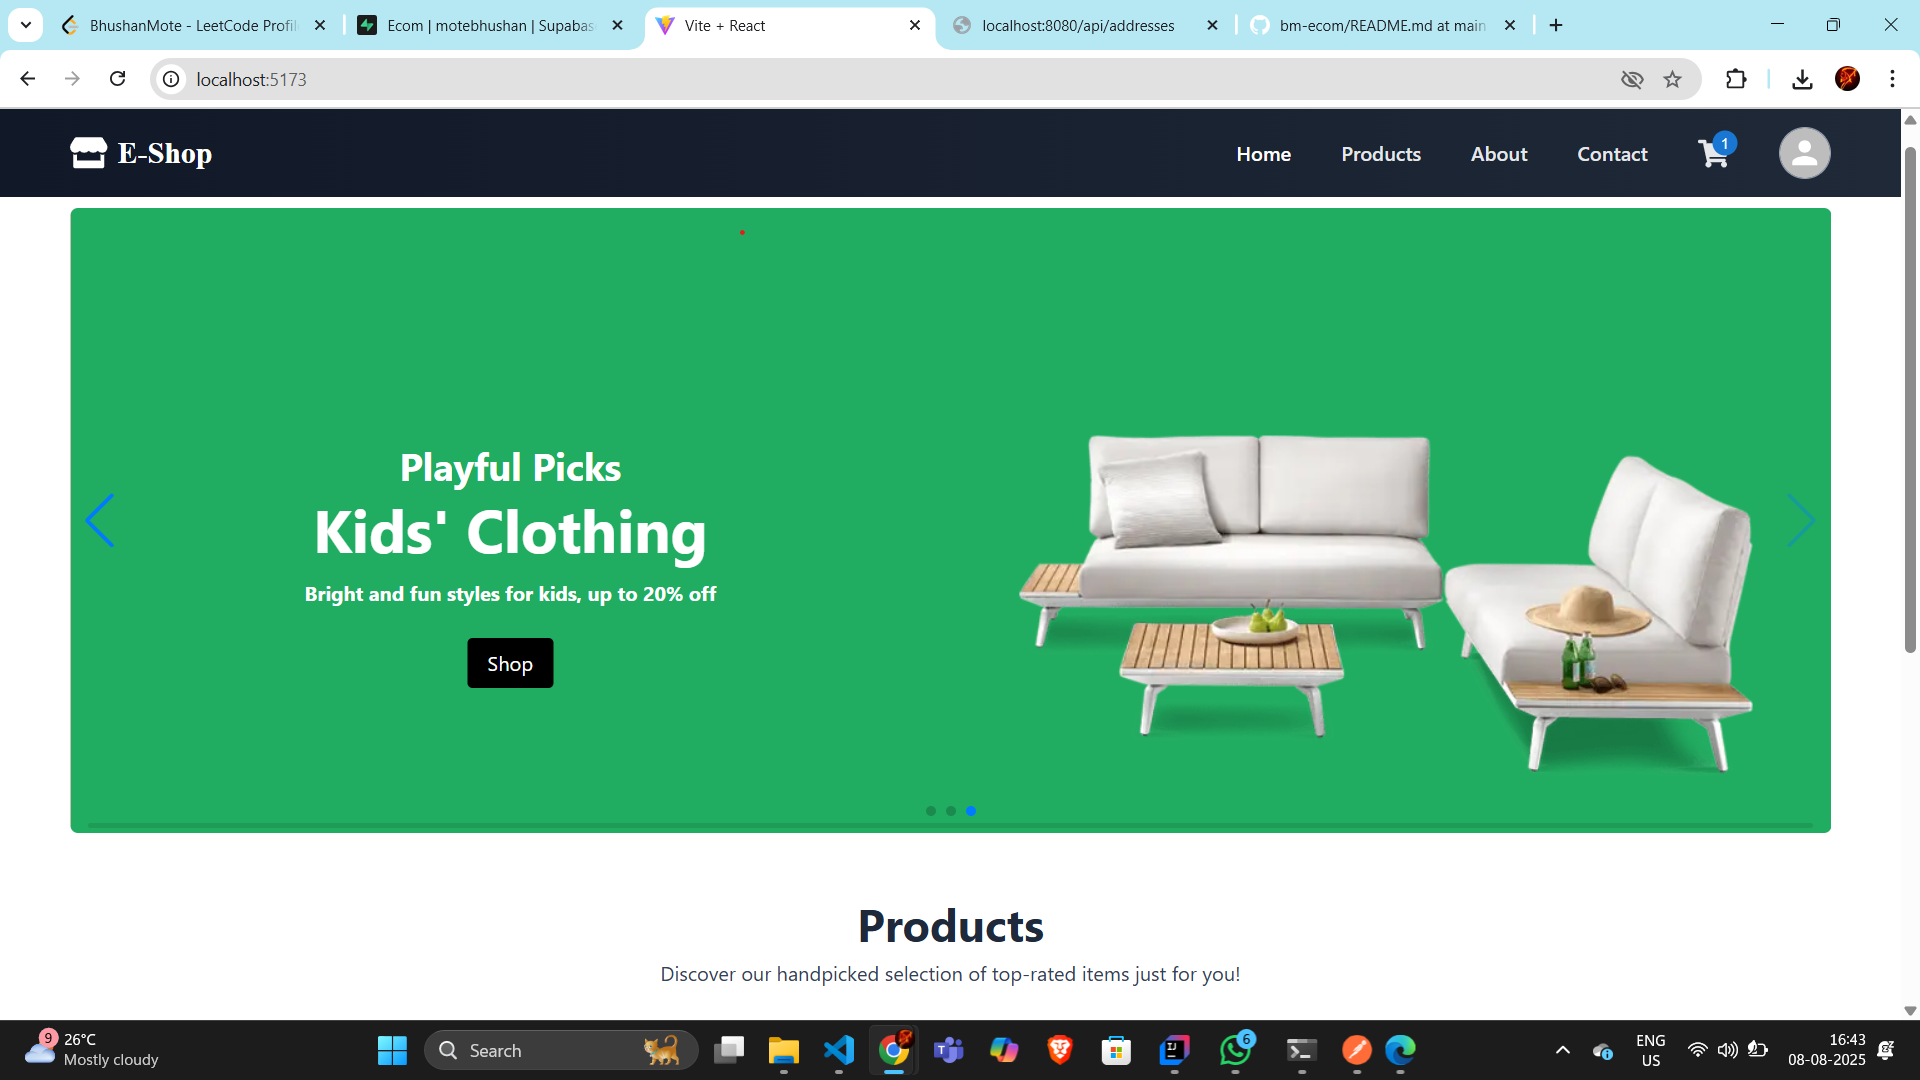 BhushanMote - LeetCode Profil
Ecom | motebhushan | Supabas
Vite + React
localhost:8080/api/addresses
bm-ecom/README.md at main
localhost:5173
E-Shop
Home
Products
About
Contact
1
Playful Picks
Kids' Clothing
Bright and fun styles for kids, up to 20% off
Shop
Products
Discover our handpicked selection of top-rated items just for you!
9
26°C
Mostly cloudy
Search
6
ENG
US
16:43
08-08-2025